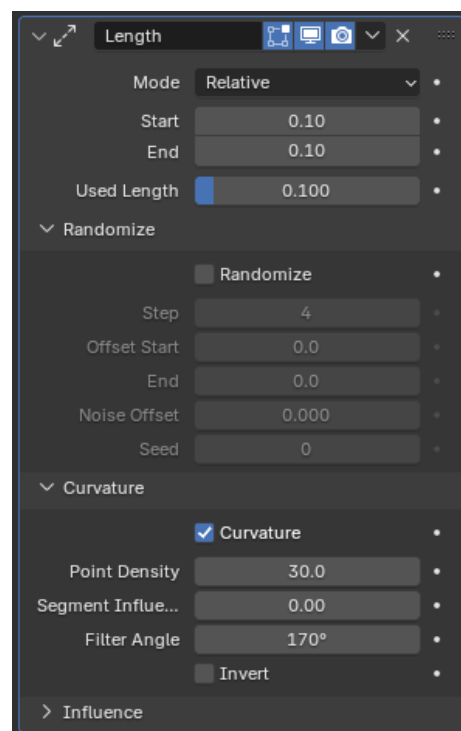 Length
Mode Relative
Start 0.10
End 0.10
Used Length 0.100
Randomize
Randomize
Step 4
Offset Start 0.0
End 0.0
Noise Offset 0.000
Seed 0
Curvature
Curvature
Point Density 30.0
Segment Influe... 0.00
Filter Angle 170°
Invert
Influence